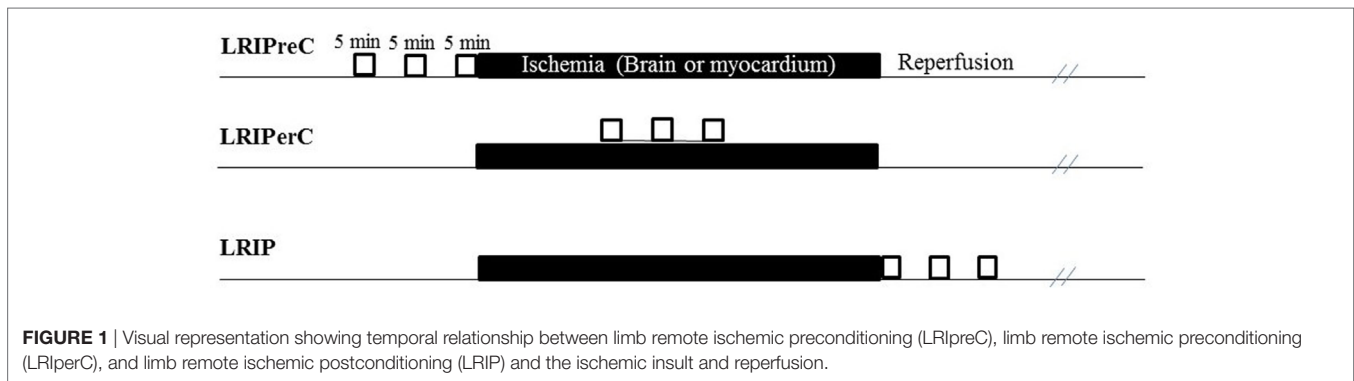 LRIPreC 5 min 5 min 5 min
Ischemia (Brain or myocardium) Reperfusion
LRIPerC
LRIP
FIGURE 1 | Visual representation showing temporal relationship between limb remote ischemic preconditioning (LRIpreC), limb remote ischemic preconditioning
(LRIperC), and limb remote ischemic postconditioning (LRIP) and the ischemic insult and reperfusion.